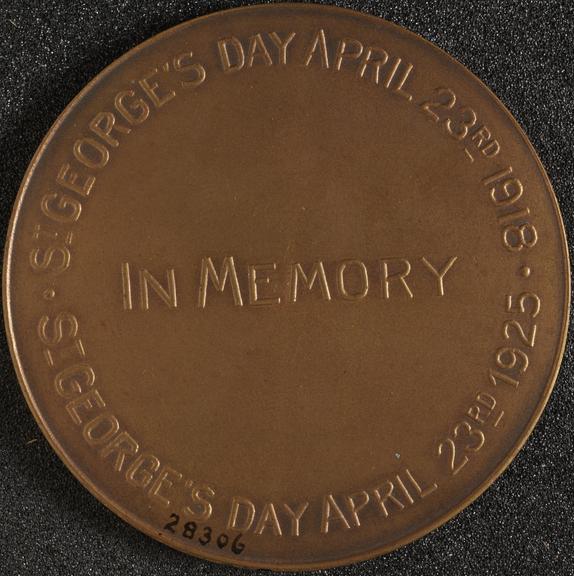 ST GEORGE'S DAY APRIL 23RD 1918 ·
IN MEMORY
ST GEORGE'S DAY APRIL 23RD 1925 ·
28306